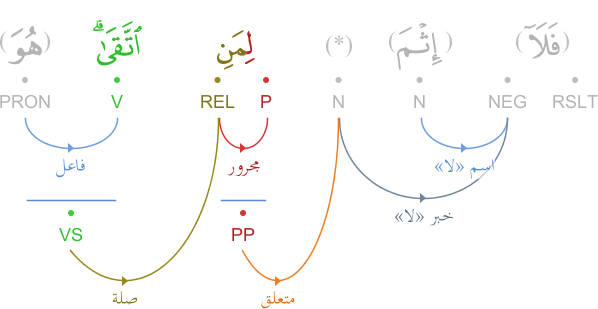 (فَلَآ) (إِثْمَ) (*) لِمَنِ ٱتَّقَىٰ ۗ (هُوَ)
RSLT NEG N N P REL V PRON
اسم «لا» مجرور فاعل
خبر «لا»
PP VS
متعلق صلة